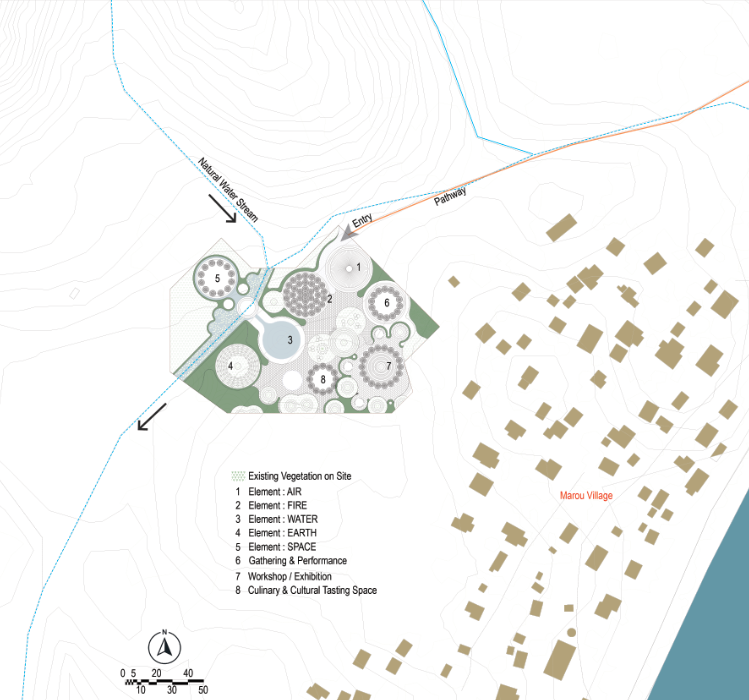 Natural Water Stream
Entry
Pathway
1
5
2
6
3
4
7
8
Existing Vegetation on Site
1 Element : AIR
2 Element : FIRE
3 Element : WATER
4 Element : EARTH
5 Element : SPACE
6 Gathering & Performance
7 Workshop / Exhibition
8 Culinary & Cultural Tasting Space
Marou Village
N
0 5 20 40
10 30 50